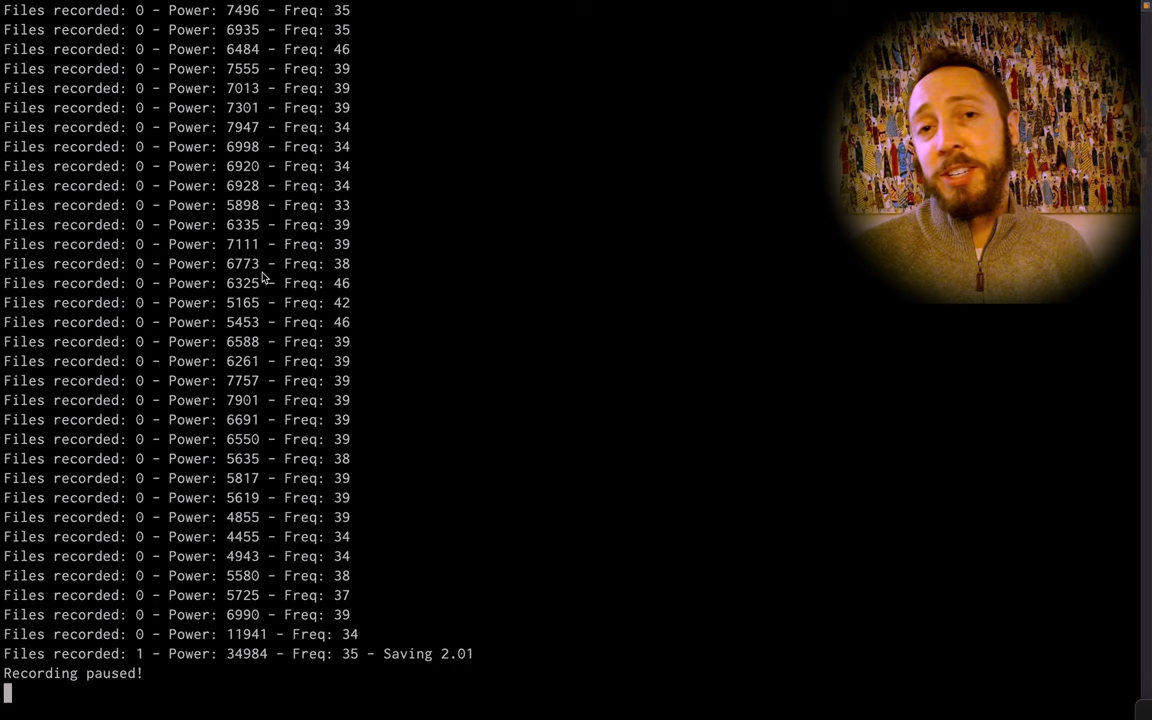 Files recorded: 0 - Power: 7496 - Freq: 35
Files recorded: 0 - Power: 6935 - Freq: 35
Files recorded: 0 - Power: 6484 - Freq: 46
Files recorded: 0 - Power: 7555 - Freq: 39
Files recorded: 0 - Power: 7013 - Freq: 39
Files recorded: 0 - Power: 7301 - Freq: 39
Files recorded: 0 - Power: 7947 - Freq: 34
Files recorded: 0 - Power: 6998 - Freq: 34
Files recorded: 0 - Power: 6920 - Freq: 34
Files recorded: 0 - Power: 6928 - Freq: 34
Files recorded: 0 - Power: 5898 - Freq: 33
Files recorded: 0 - Power: 6335 - Freq: 39
Files recorded: 0 - Power: 7111 - Freq: 39
Files recorded: 0 - Power: 6773 - Freq: 38
Files recorded: 0 - Power: 6325 - Freq: 46
Files recorded: 0 - Power: 5165 - Freq: 42
Files recorded: 0 - Power: 5453 - Freq: 46
Files recorded: 0 - Power: 6588 - Freq: 39
Files recorded: 0 - Power: 6261 - Freq: 39
Files recorded: 0 - Power: 7757 - Freq: 39
Files recorded: 0 - Power: 7901 - Freq: 39
Files recorded: 0 - Power: 6691 - Freq: 39
Files recorded: 0 - Power: 6550 - Freq: 39
Files recorded: 0 - Power: 5635 - Freq: 38
Files recorded: 0 - Power: 5817 - Freq: 39
Files recorded: 0 - Power: 5619 - Freq: 39
Files recorded: 0 - Power: 4855 - Freq: 39
Files recorded: 0 - Power: 4455 - Freq: 34
Files recorded: 0 - Power: 4943 - Freq: 34
Files recorded: 0 - Power: 5580 - Freq: 38
Files recorded: 0 - Power: 5725 - Freq: 37
Files recorded: 0 - Power: 6990 - Freq: 39
Files recorded: 0 - Power: 11941 - Freq: 34
Files recorded: 1 - Power: 34984 - Freq: 35 - Saving 2.01
Recording paused!